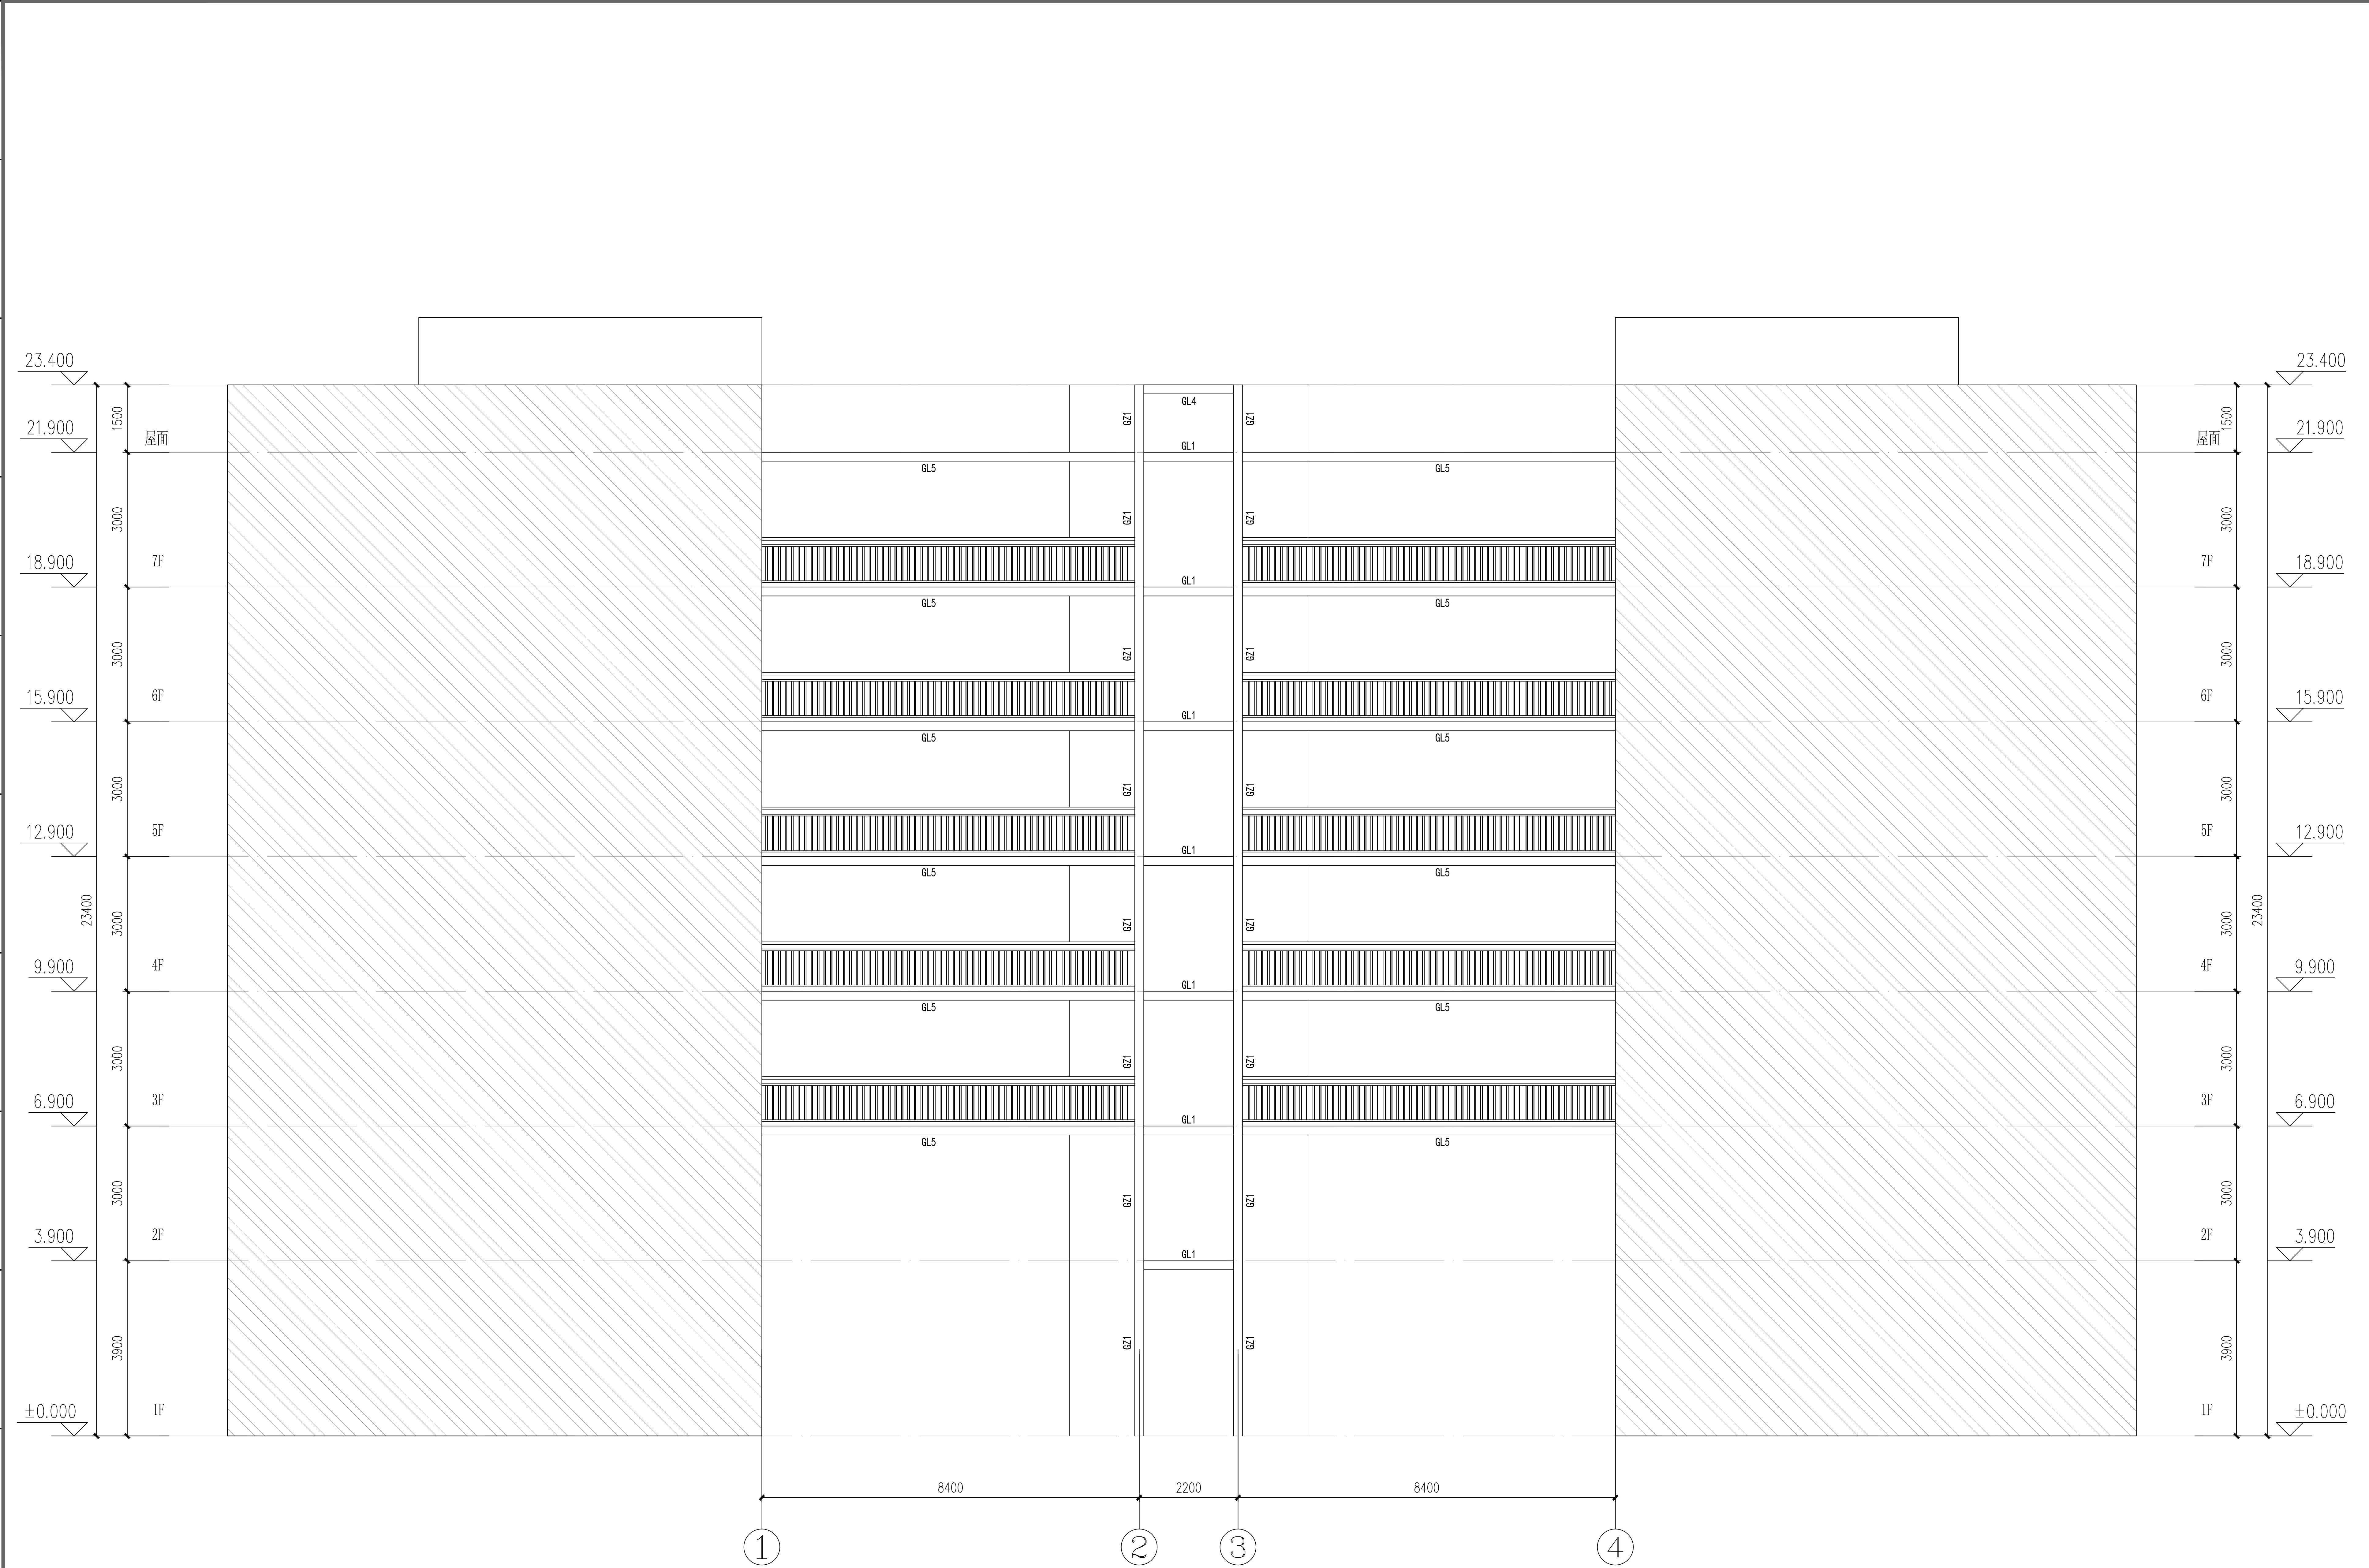 23.400
23.400
1500
GZ1
GL4
GZ1
1500
21.900
屋面
GL1
屋面
21.900
GL5
GL5
3000
GZ1
GZ1
3000
18.900
7F
GL1
7F
18.900
GL5
GL5
3000
GZ1
GZ1
3000
15.900
6F
GL1
6F
15.900
GL5
GL5
3000
GZ1
GZ1
3000
12.900
5F
GL1
5F
12.900
GL5
GL5
23400
3000
GZ1
GZ1
3000
23400
9.900
4F
GL1
4F
9.900
GL5
GL5
3000
GZ1
GZ1
3000
6.900
3F
GL1
3F
6.900
GL5
GL5
3000
GZ1
GZ1
3000
3.900
2F
GL1
2F
3.900
3900
GZ1
GZ1
3900
±0.000
1F
1F
±0.000
8400
2200
8400
1
2
3
4